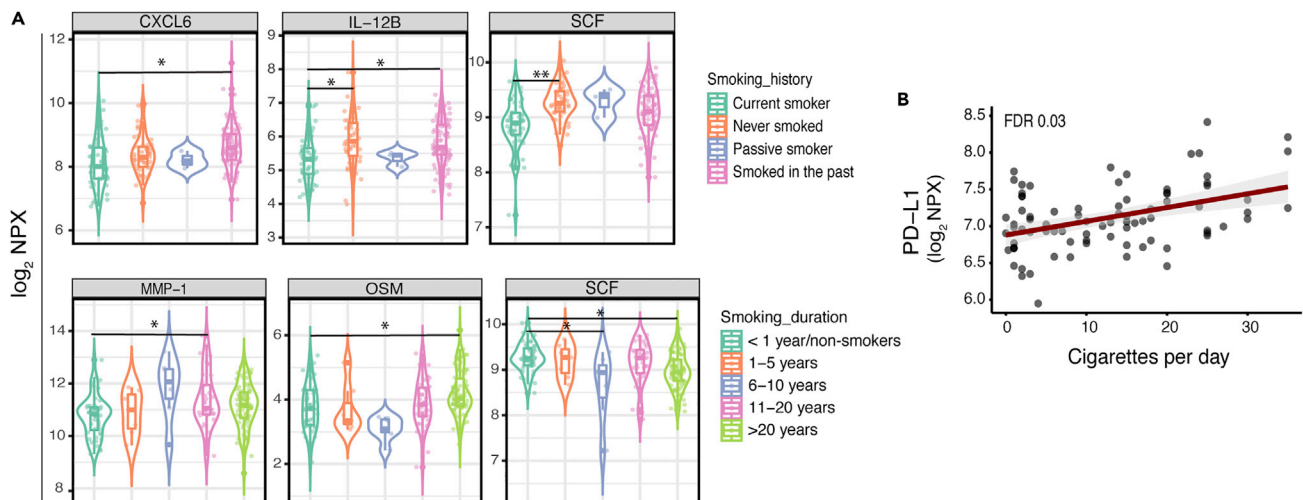 A
CXCL6
IL-12B
SCF
12
10
8
6
9
8
7
6
5
4
3
10
9
8
7
*
*
*
**
Smoking_history
Current smoker
Never smoked
Passive smoker
Smoked in the past
log2 NPX
MMP-1
OSM
SCF
14
12
10
8
6
4
2
10
9
8
7
*
*
*
*
Smoking_duration
< 1 year/non-smokers
1-5 years
6-10 years
11-20 years
>20 years
B
FDR 0.03
8.5
8.0
7.5
7.0
6.5
6.0
PD-L1
(log2 NPX)
0
10
20
30
Cigarettes per day